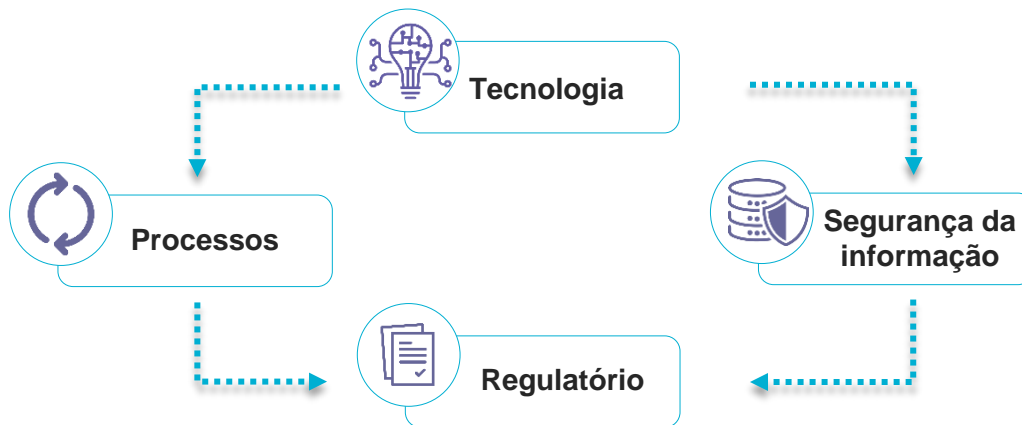 Tecnologia
Processos
Segurança da
informação
Regulatório